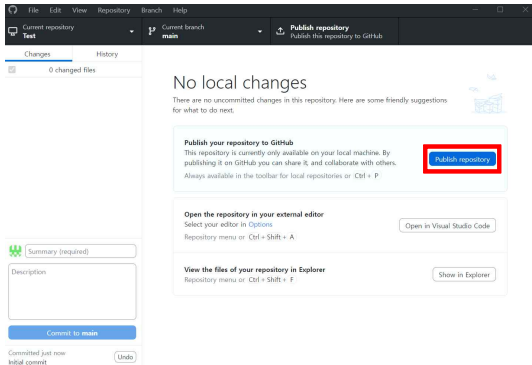 File Edit View Repository Branch Help
Current repository
Test
Current branch
main
Publish repository
Publish this repository to GitHub
Changes History
0 changed files
No local changes
There are no uncommitted changes in this repository. Here are some friendly suggestions
for what to do next.
Publish your repository to GitHub
This repository is currently only available on your local machine. By
publishing it on GitHub you can share it, and collaborate with others.
Always available in the toolbar for local repositories or Ctrl + P
Publish repository
Open the repository in your external editor
Select your editor in Options
Repository menu or Ctrl + Shift + A
Open in Visual Studio Code
View the files of your repository in Explorer
Repository menu or Ctrl + Shift + F
Show in Explorer
Summary (required)
Description
Commit to main
Committed just now
Initial commit
Undo